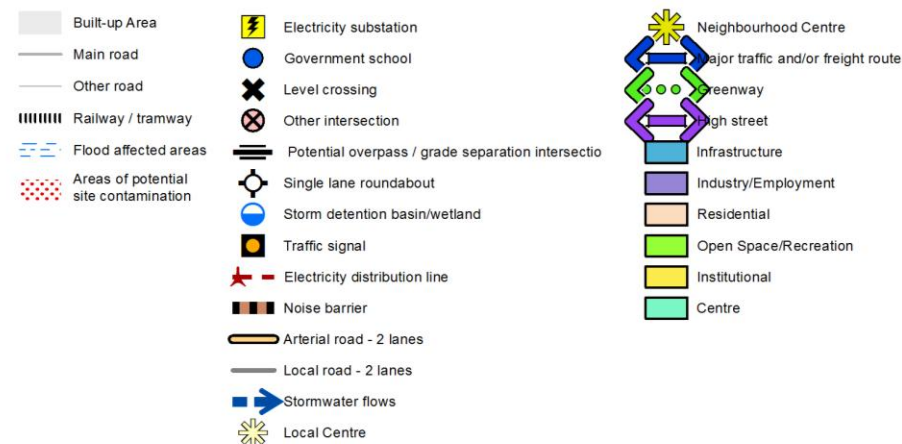 Built-up Area
Main road
Other road
Railway / tramway
Flood affected areas
Areas of potential
site contamination
Electricity substation
Government school
Level crossing
Other intersection
Potential overpass / grade separation intersectio
Single lane roundabout
Storm detention basin/wetland
Traffic signal
Electricity distribution line
Noise barrier
Arterial road - 2 lanes
Local road - 2 lanes
Stormwater flows
Local Centre
Neighbourhood Centre
Major traffic and/or freight route
Greenway
High street
Infrastructure
Industry/Employment
Residential
Open Space/Recreation
Institutional
Centre